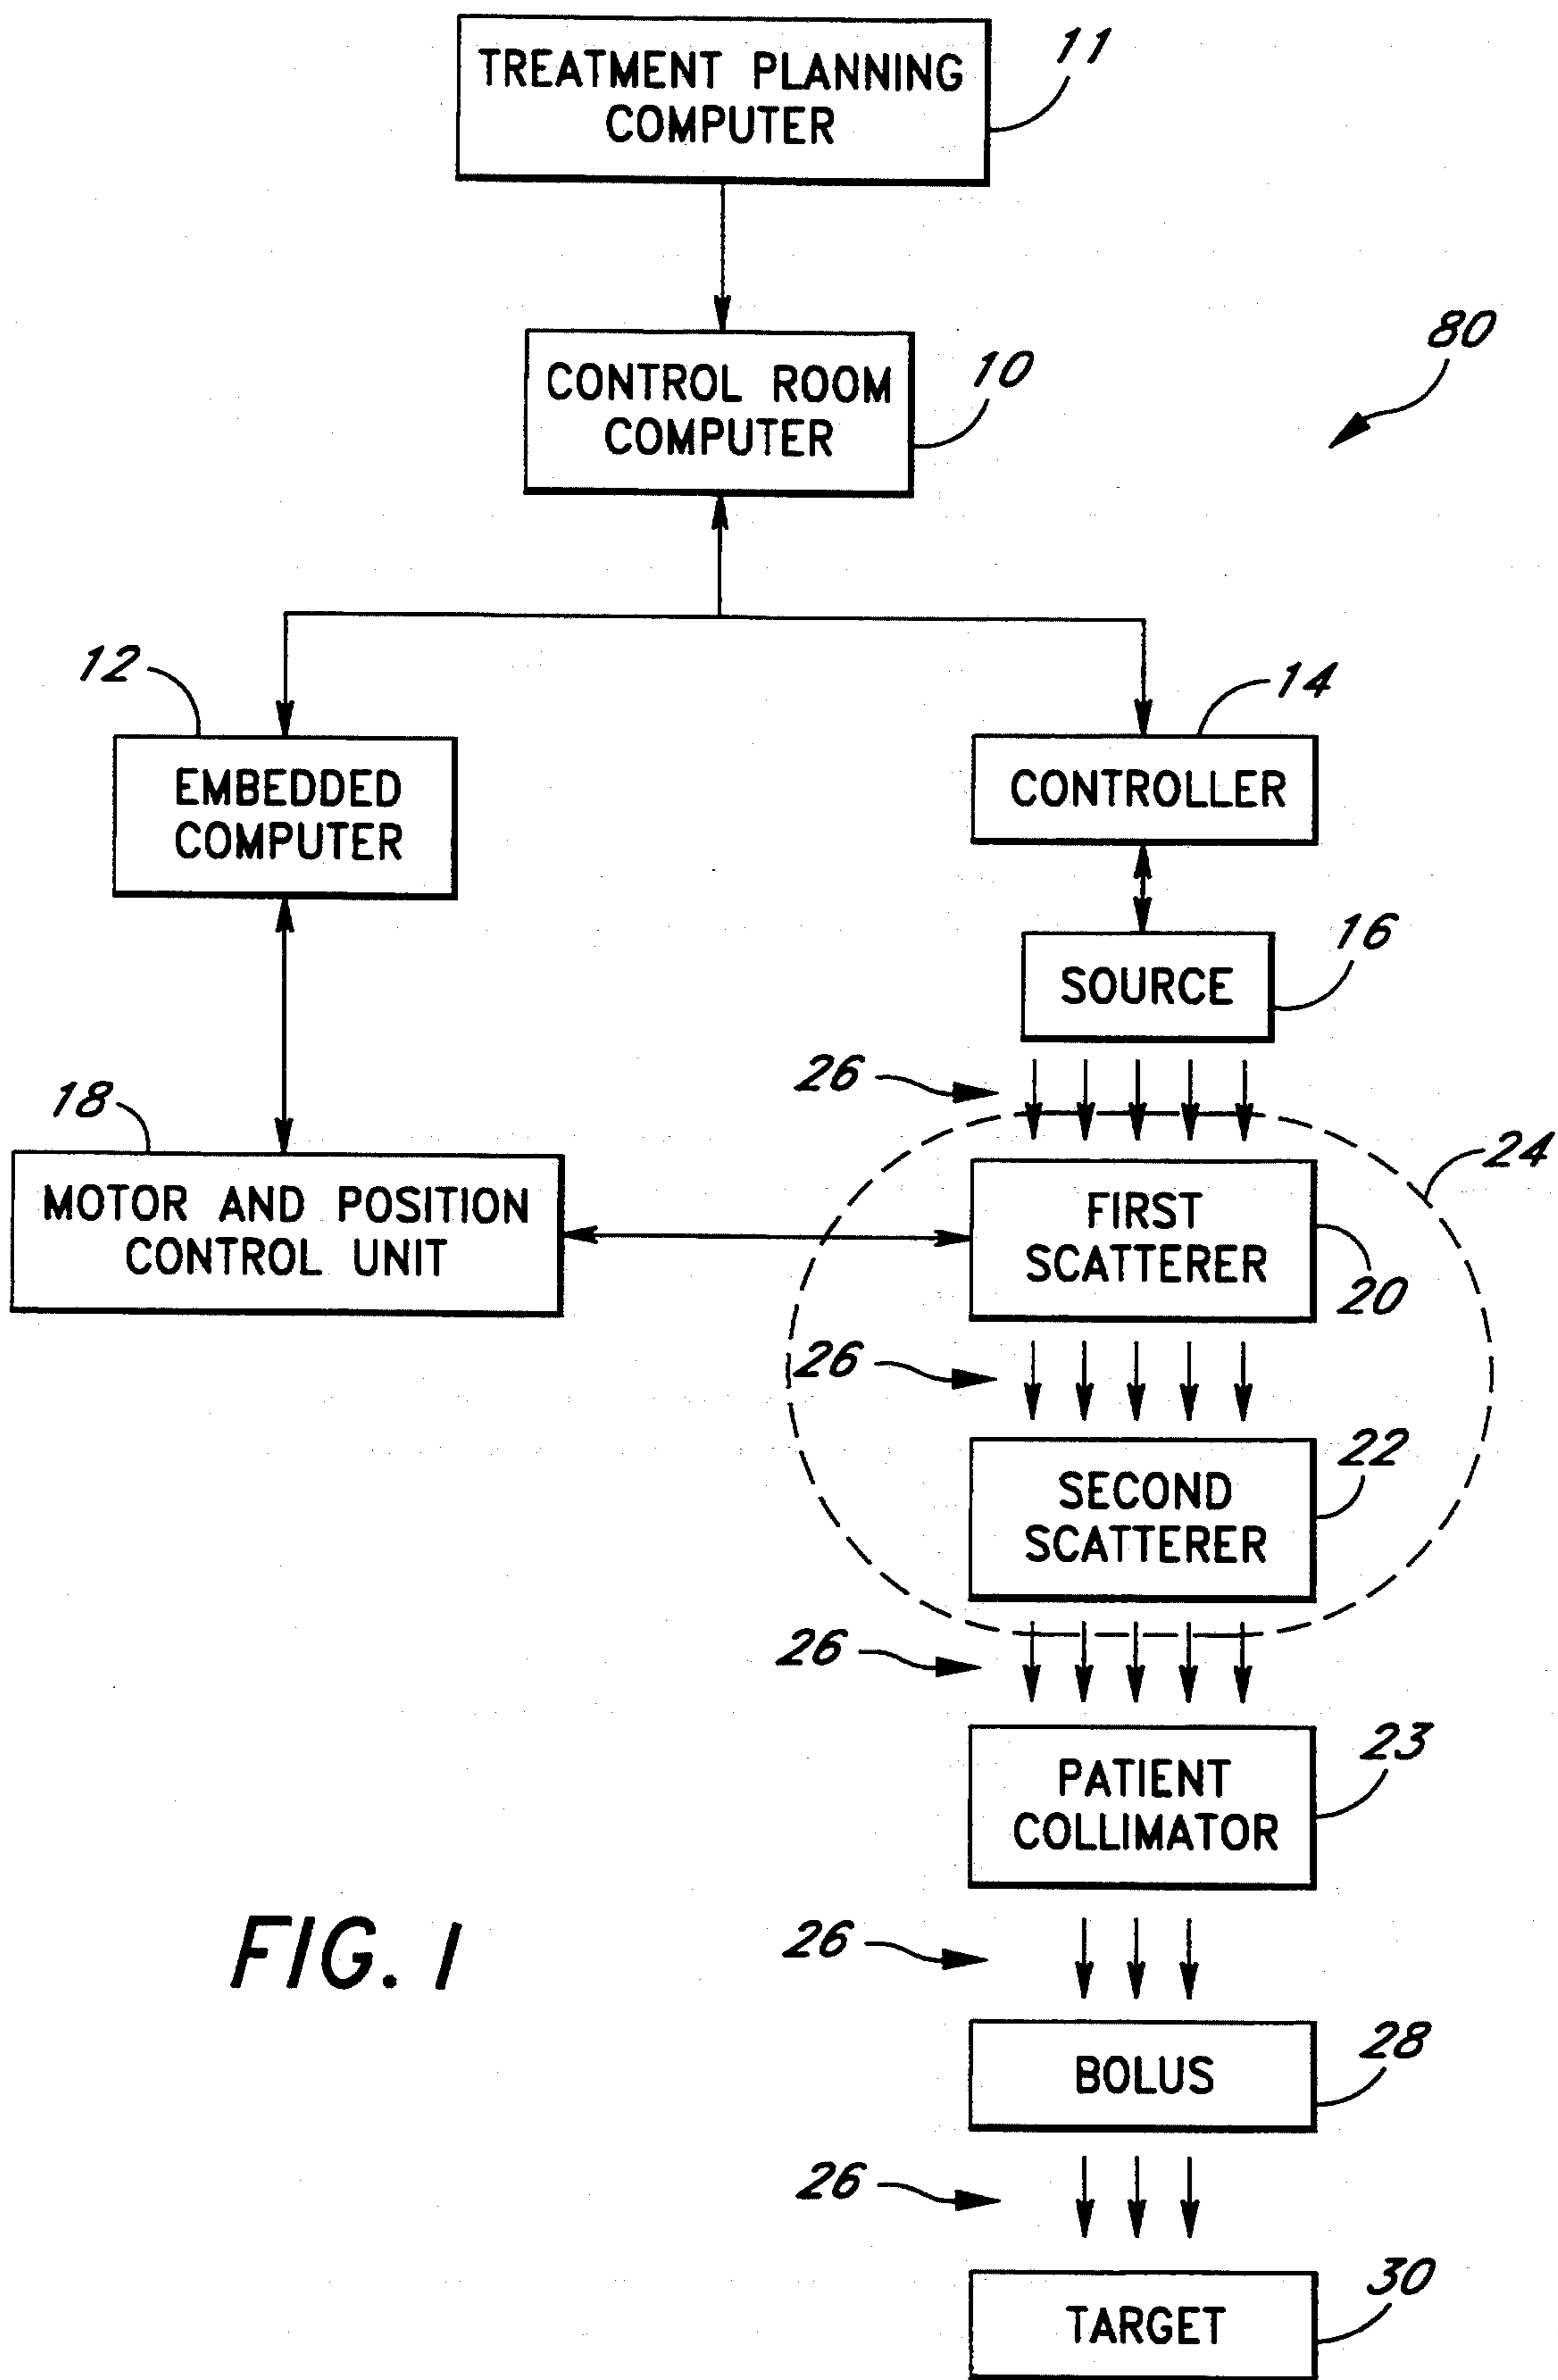 TREATMENT PLANNING
COMPUTER
11
CONTROL ROOM
COMPUTER
10
80
12
EMBEDDED
COMPUTER
14
CONTROLLER
16
SOURCE
26
18
MOTOR AND POSITION
CONTROL UNIT
24
FIRST
SCATTERER
20
26
22
SECOND
SCATTERER
26
23
PATIENT
COLLIMATOR
FIG. 1
26
28
BOLUS
26
30
TARGET